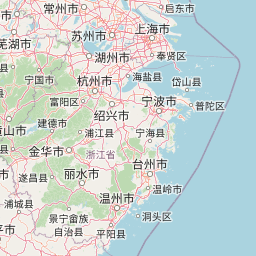 常州市
启东市
苏州市
上海市
芜湖市
湖州市
奉贤区
宁国市
海盐县
杭州市
岱山县
富阳区
宁波市
普陀区
绍兴市
建德市
浦江县
宁海县
金华市
浙江省
台州市
遂昌县
丽水市
温岭市
浦城县
温州市
景宁畲族自治县
洞头区
平阳县